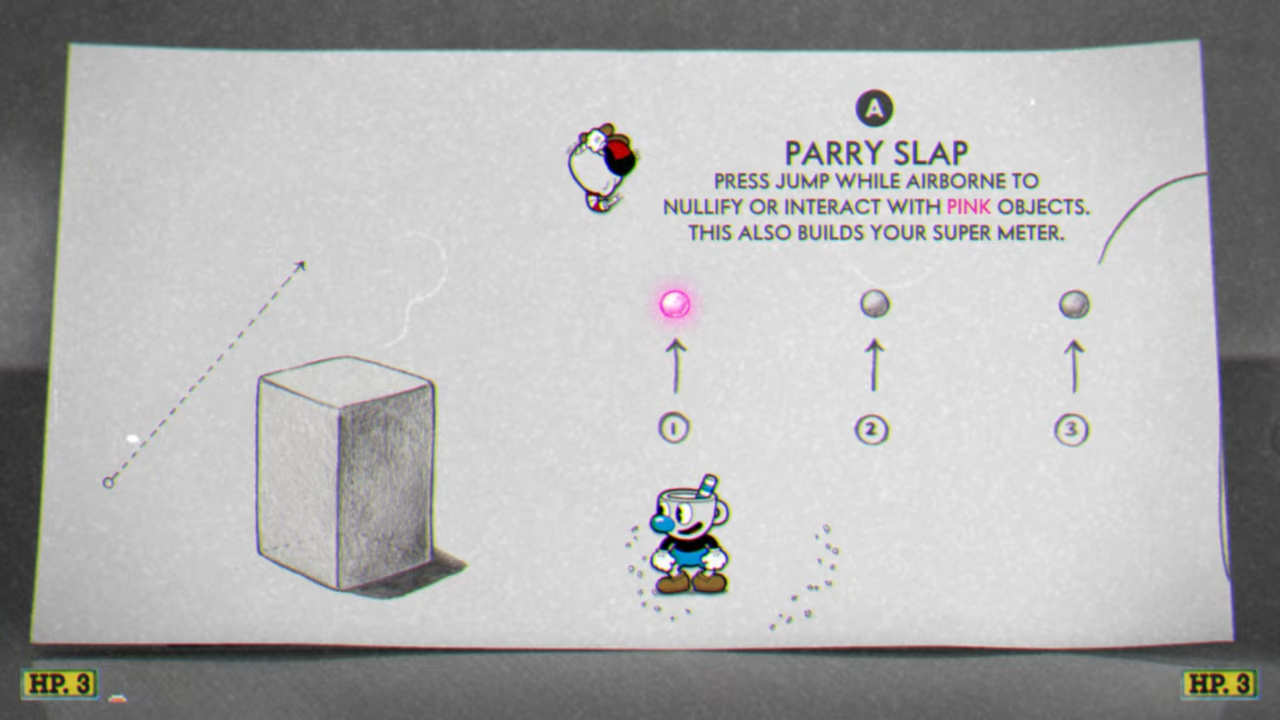 A
PARRY SLAP
PRESS JUMP WHILE AIRBORNE TO
NULLIFY OR INTERACT WITH PINK OBJECTS.
THIS ALSO BUILDS YOUR SUPER METER.
1 2 3
HP. 3 HP. 3